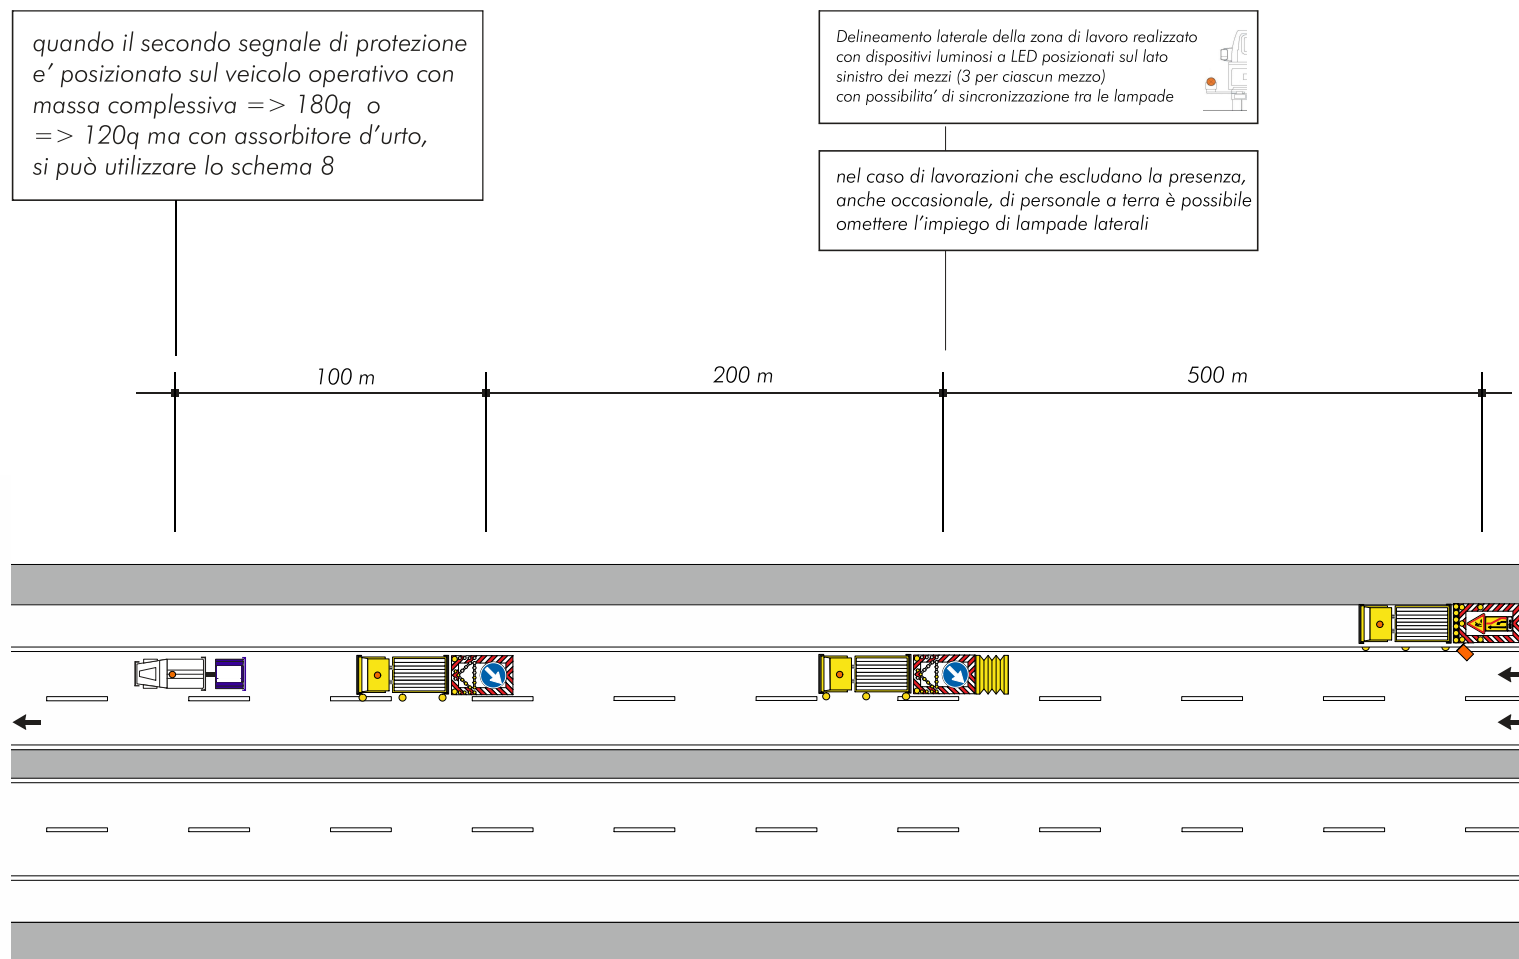 quando il secondo segnale di protezione
e' posizionato sul veicolo operativo con
massa complessiva => 180q o
=> 120q ma con assorbitore d'urto,
si può utilizzare lo schema 8
Delineamento laterale della zona di lavoro realizzato
con dispositivi luminosi a LED posizionati sul lato
sinistro dei mezzi (3 per ciascun mezzo)
con possibilita' di sincronizzazione tra le lampade
nel caso di lavorazioni che escludano la presenza,
anche occasionale, di personale a terra è possibile
omettere l'impiego di lampade laterali
100 m
200 m
500 m